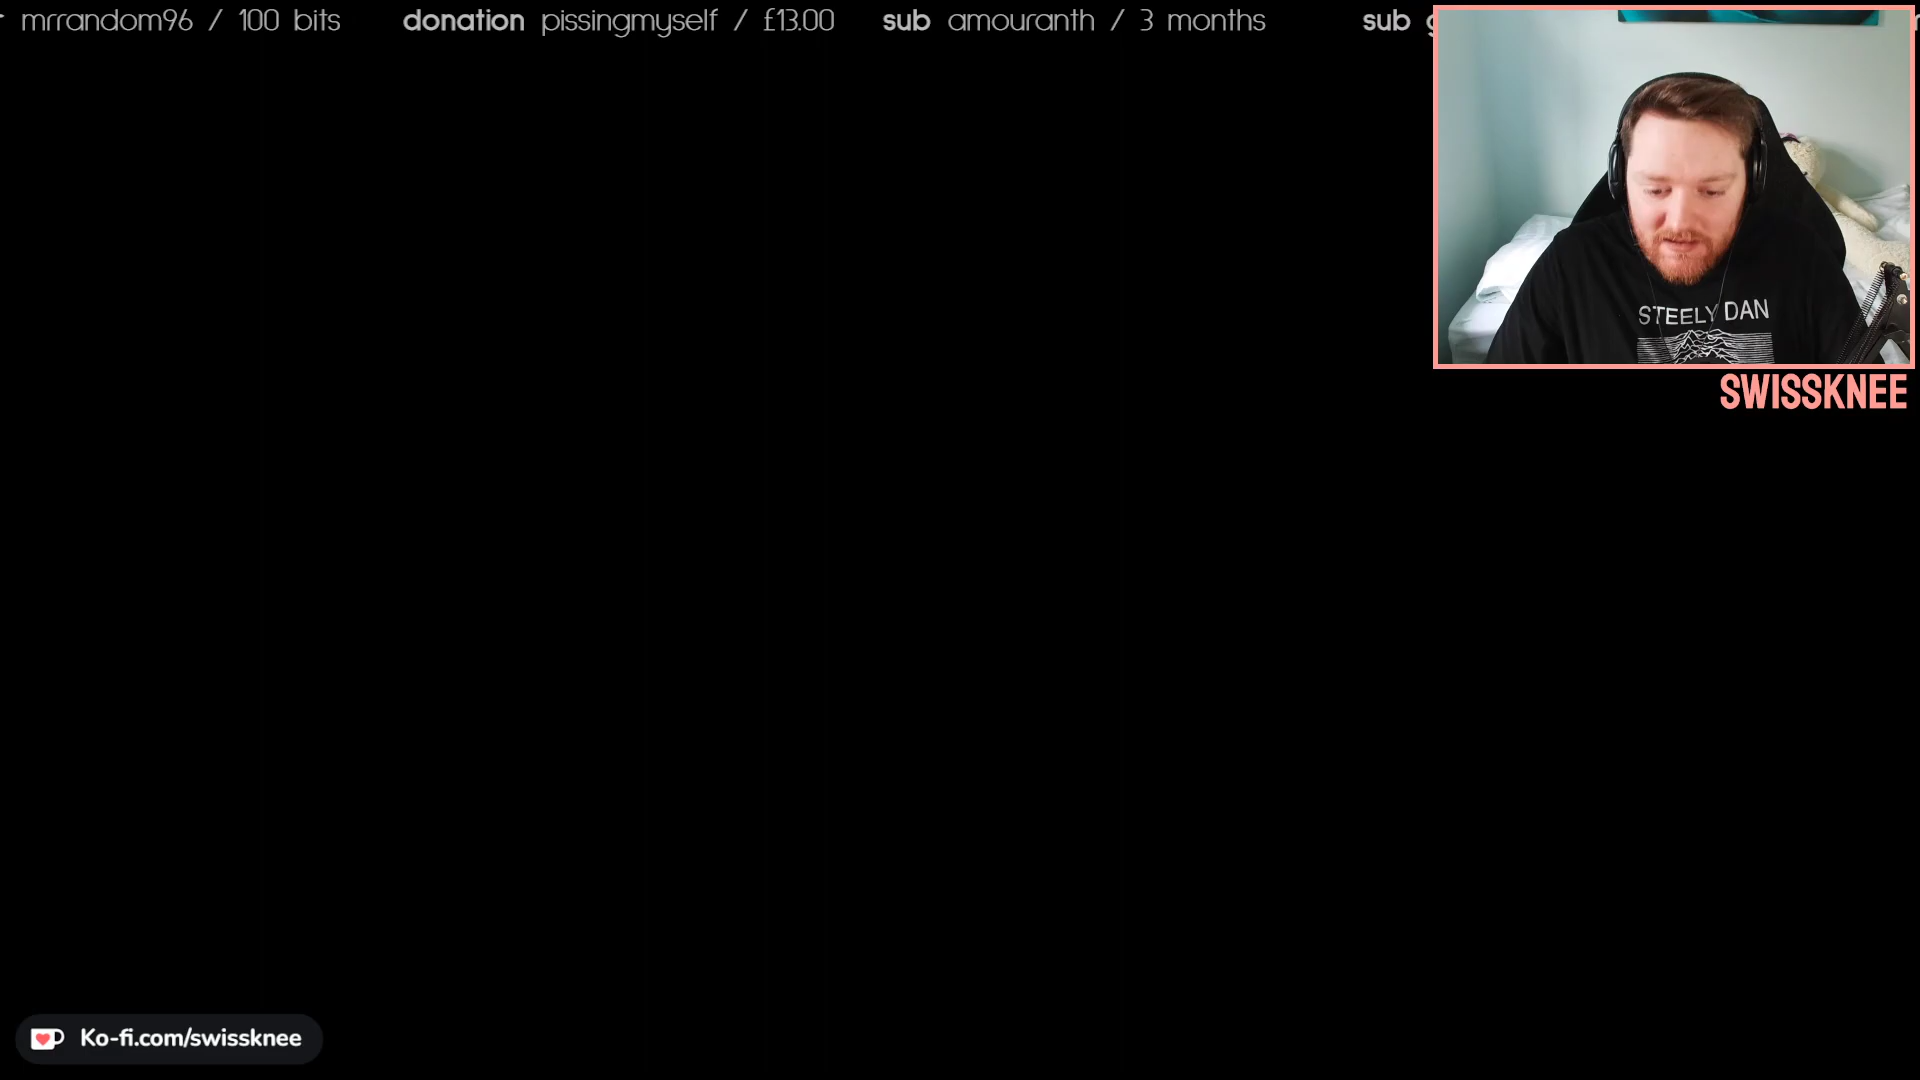 mrrandom96 / 100 bits donation pissingmyself / £13.00 sub amouranth / 3 months sub
STEELY DAN
SWISSKNEE
Ko-fi.com/swissknee